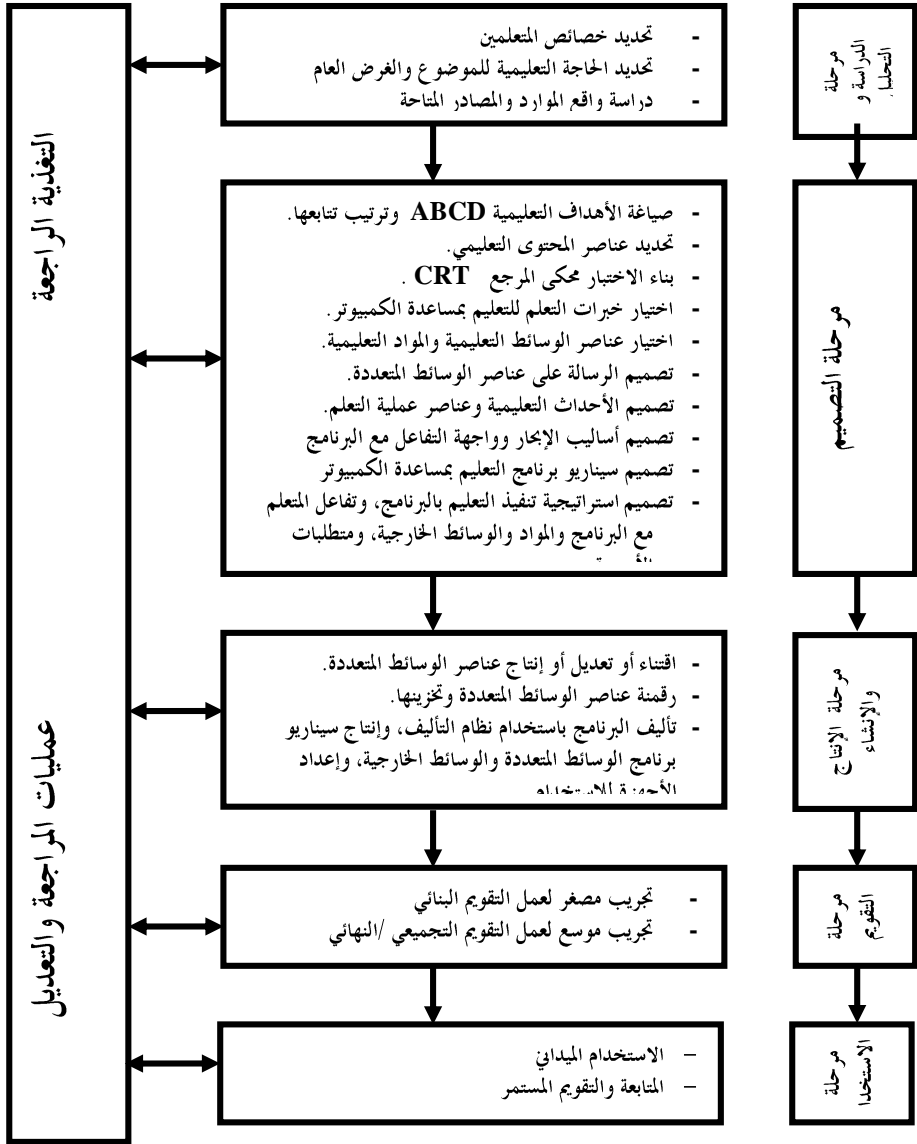 مرحلة
الدراسة و
التحليل
- تحديد خصائص المتعلمين
- تحديد الحاجة التعليمية للموضوع والغرض العام
- دراسة واقع الموارد والمصادر المتاحة
مرحلة التصميم
- صياغة الأهداف التعليمية ABCD وترتيب تتابعها.
- تحديد عناصر المحتوى التعليمي.
- بناء الاختبار محكى المرجع CRT .
- اختيار خبرات التعلم للتعليم بمساعدة الكمبيوتر.
- اختيار عناصر الوسائط التعليمية والمواد التعليمية.
- تصميم الرسالة على عناصر الوسائط المتعددة.
- تصميم الأحداث التعليمية وعناصر عملية التعلم.
- تصميم أساليب الإبحار وواجهة التفاعل مع البرنامج
- تصميم سيناريو برنامج التعليم بمساعدة الكمبيوتر
- تصميم استراتيجية تنفيذ التعليم بالبرنامج، وتفاعل المتعلم
مع البرنامج والمواد والوسائط الخارجية، ومتطلبات
مرحلة الإنتاج
والإنشاء
- اقتناء أو تعديل أو إنتاج عناصر الوسائط المتعددة.
- رقمنة عناصر الوسائط المتعددة وتخزينها.
- تأليف البرنامج باستخدام نظام التأليف، وإنتاج سيناريو
برنامج الوسائط المتعددة والوسائط الخارجية، وإعداد
الأجهزة للاستخدام
مرحلة
التقويم
- تجريب مصغر لعمل التقويم البنائي
- تجريب موسع لعمل التقويم التجميعي /النهائي
مرحلة
الاستخدا
– الاستخدام الميداني
– المتابعة والتقويم المستمر
التغذية الراجعة
عمليات المراجعة والتعديل